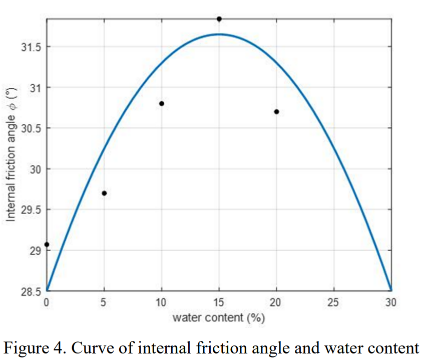 31.5
31
30.5
30
29.5
29
28.5
Internal friction angle ϕ (°)
0 5 10 15 20 25 30
water content (%)
Figure 4. Curve of internal friction angle and water content